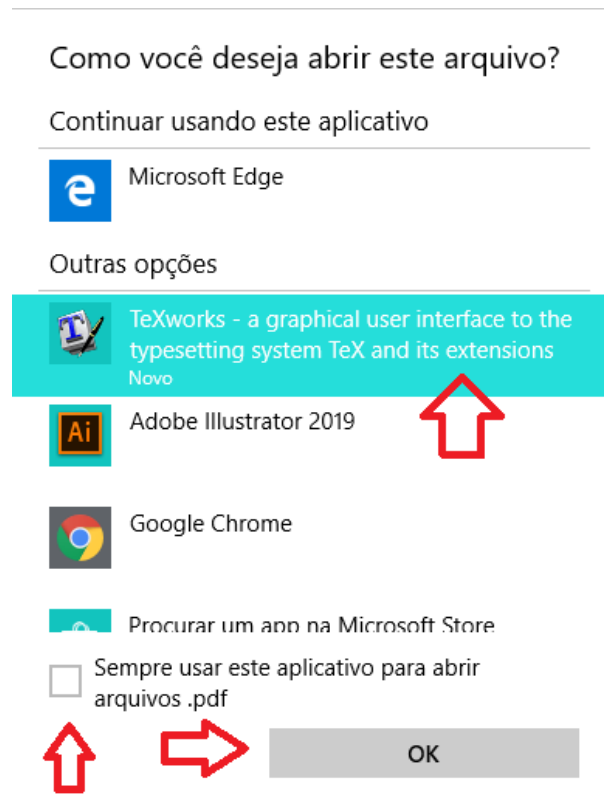 Como você deseja abrir este arquivo?
Continuar usando este aplicativo
Microsoft Edge
Outras opções
TeXworks - a graphical user interface to the
typesetting system TeX and its extensions
Novo
Ai
Adobe Illustrator 2019
Google Chrome
Procurar um app na Microsoft Store
Sempre usar este aplicativo para abrir
arquivos .pdf
OK